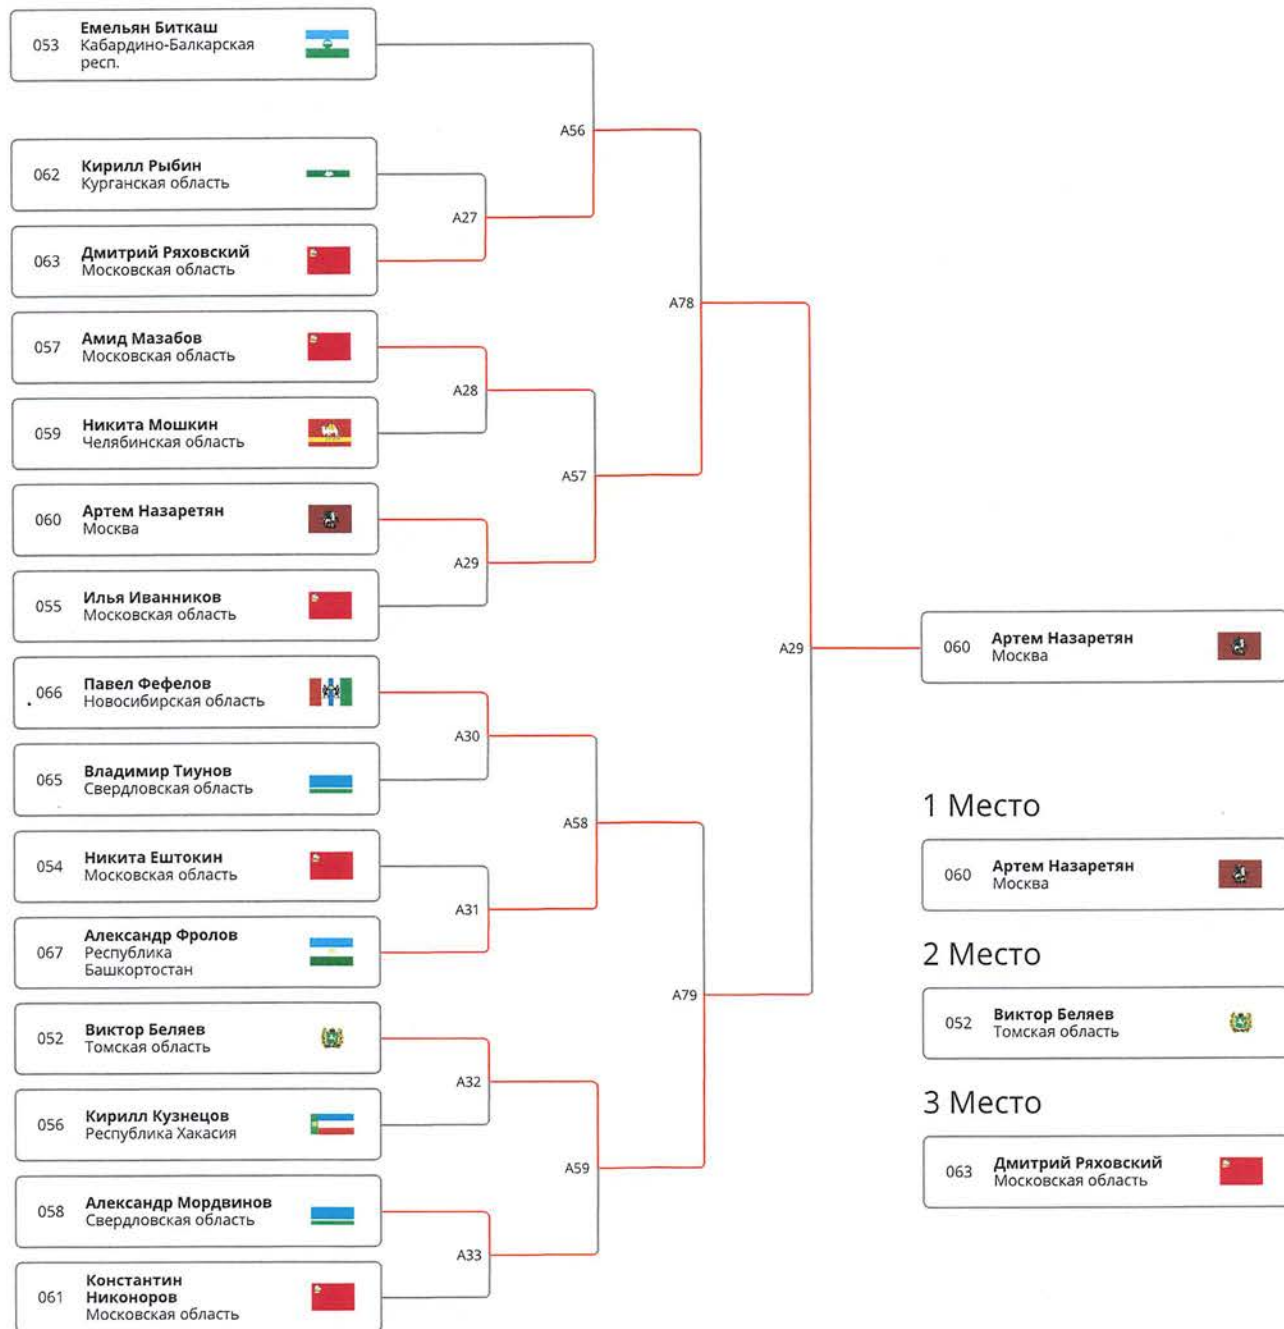 053
Емельян Биткаш
Кабардино-Балкарская
респ.
A56
062
Кирилл Рыбин
Курганская область
A27
063
Дмитрий Ряховский
Московская область
A78
057
Амид Мазабов
Московская область
A28
059
Никита Мошкин
Челябинская область
A57
060
Артем Назаретян
Москва
A29
055
Илья Иванников
Московская область
A29
060
Артем Назаретян
Москва
066
Павел Фефелов
Новосибирская область
A30
065
Владимир Тиунов
Свердловская область
A58
054
Никита Ештокин
Московская область
A31
067
Александр Фролов
Республика
Башкортостан
A79
052
Виктор Беляев
Томская область
A32
056
Кирилл Кузнецов
Республика Хакасия
A59
058
Александр Мордвинов
Свердловская область
A33
061
Константин
Никоноров
Московская область
1 Место
060
Артем Назаретян
Москва
2 Место
052
Виктор Беляев
Томская область
3 Место
063
Дмитрий Ряховский
Московская область